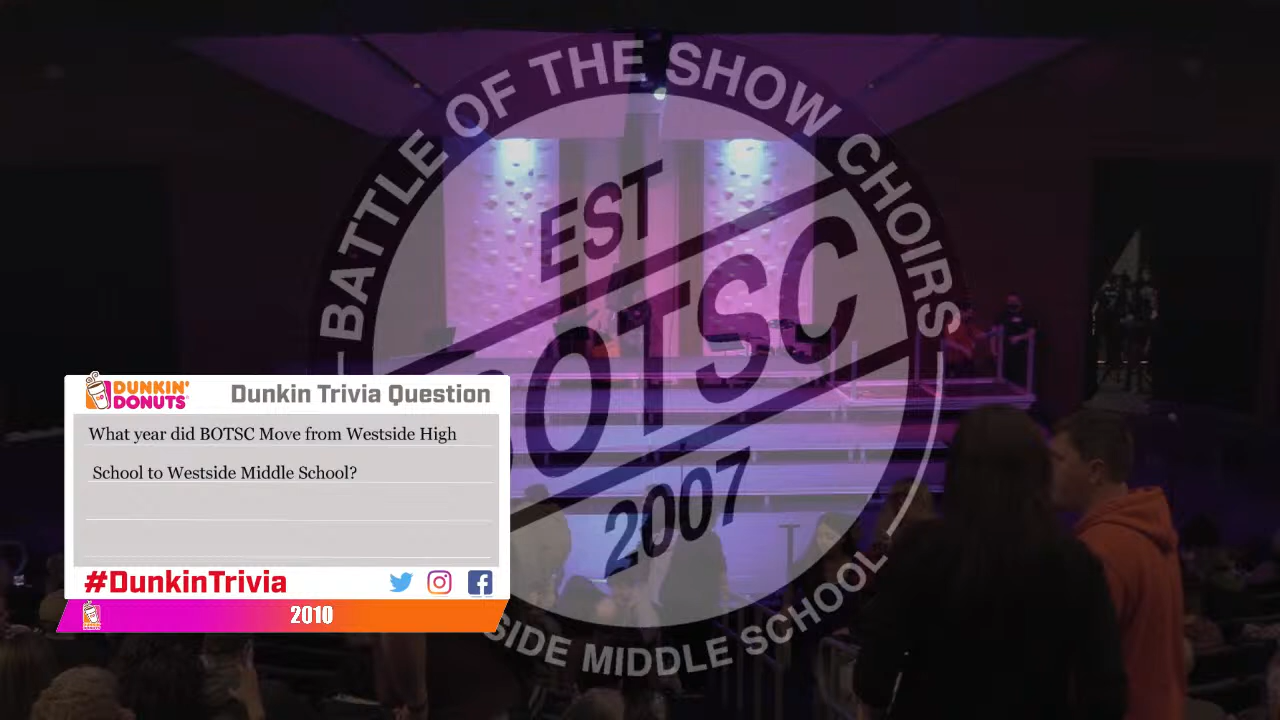 BATTLE OF THE SHOW CHOIRS
EST
BOTSC
2007
SIDE MIDDLE SCHOOL
DUNKIN'
DONUTS
Dunkin Trivia Question
What year did BOTSC Move from Westside High
School to Westside Middle School?
#DunkinTrivia
2010